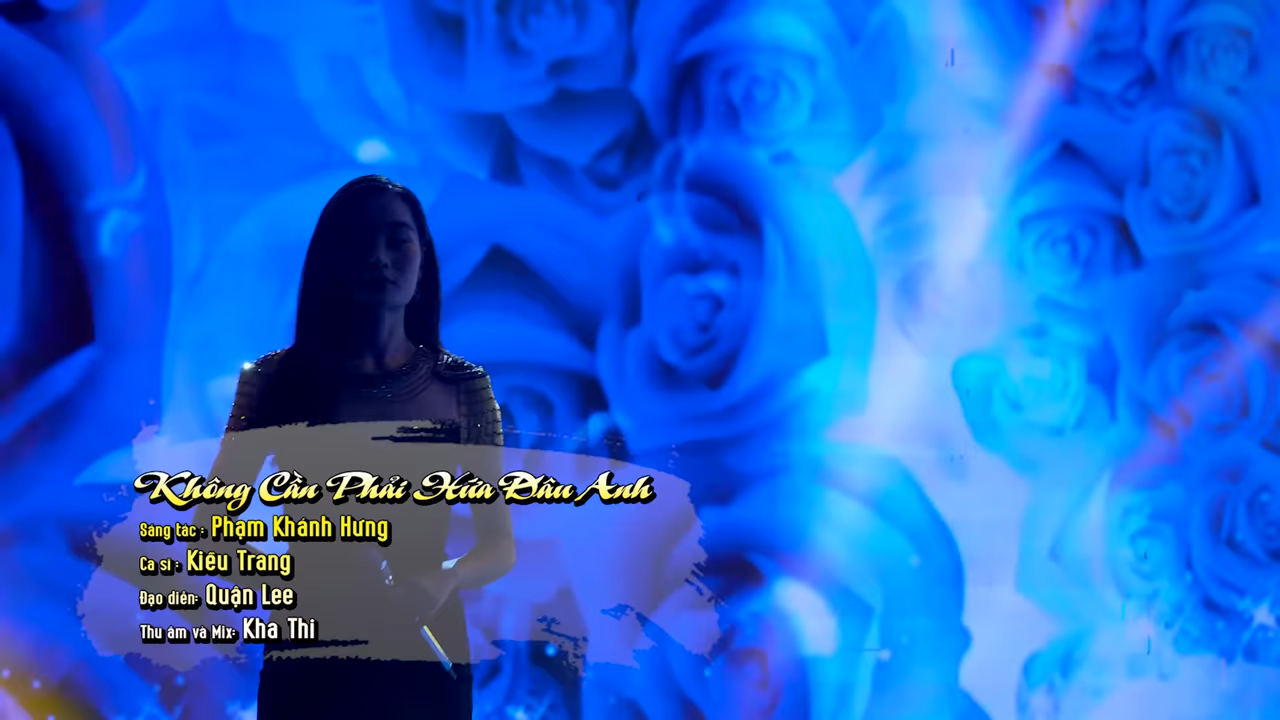 Không Cần Phải Hứa Đâu Anh
Sáng tác : Phạm Khánh Hưng
Ca sĩ : Kiều Trang
Đạo diễn: Quận Lee
Thu âm và Mix: Kha Thi